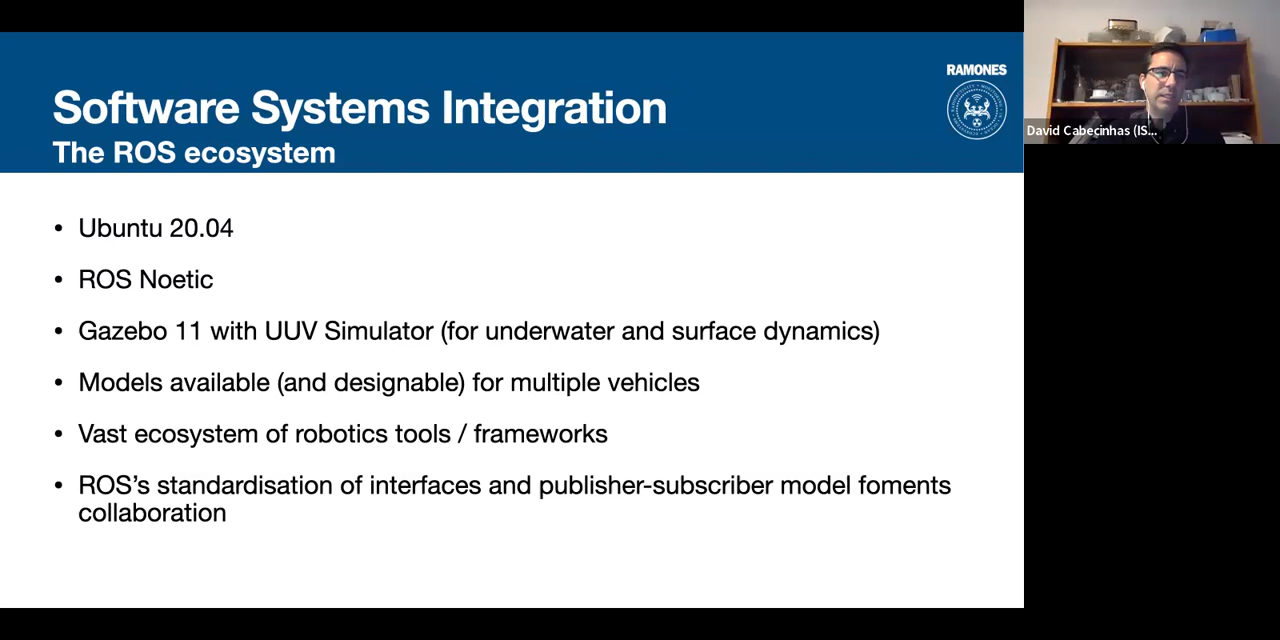 Software Systems Integration
The ROS ecosystem
RAMONES
• Ubuntu 20.04
• ROS Noetic
• Gazebo 11 with UUV Simulator (for underwater and surface dynamics)
• Models available (and designable) for multiple vehicles
• Vast ecosystem of robotics tools / frameworks
• ROS’s standardisation of interfaces and publisher-subscriber model foments
collaboration
David Cabecinhas (IS...